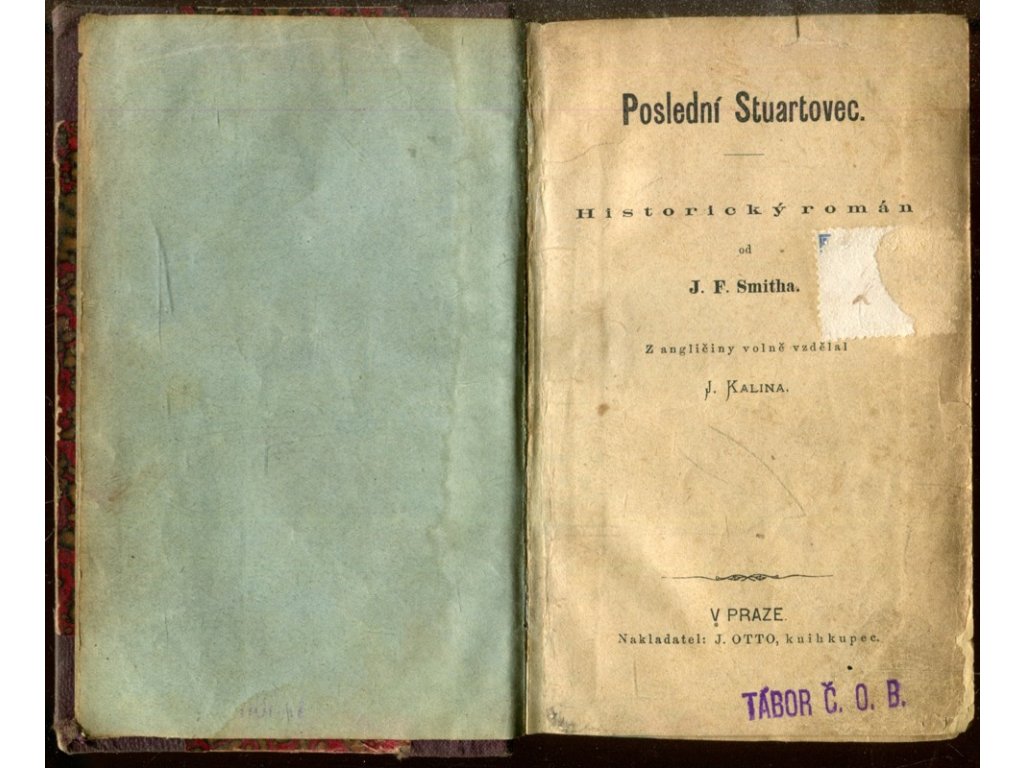 Poslední Stuartovec.
Historický román
od
J. F. Smitha.
Z angličiny volně vzdělal
J. KALINA.
V PRAZE.
Nakladatel: J. OTTO, knihkupec.
TÁBOR Č. O. B.